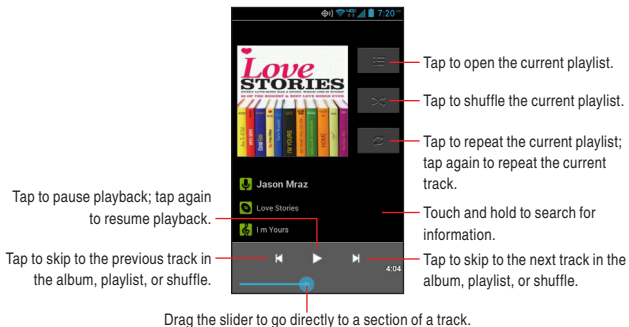 7:20
Love
STORIES
I'M YOURS
HOME
Tap to open the current playlist.
Tap to shuffle the current playlist.
Tap to repeat the current playlist;
tap again to repeat the current
track.
Jason Mraz
Love Stories
I m Yours
Touch and hold to search for
information.
Tap to pause playback; tap again
to resume playback.
Tap to skip to the previous track in
the album, playlist, or shuffle.
4:04
Tap to skip to the next track in the
album, playlist, or shuffle.
Drag the slider to go directly to a section of a track.